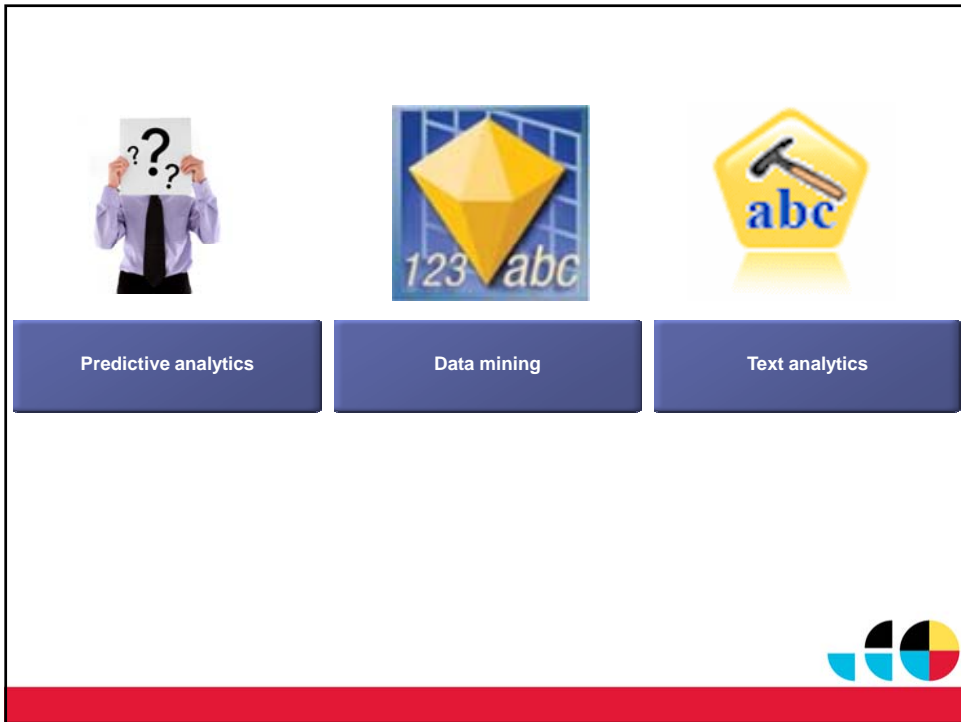 ? ? ?
123 abc
abc
Predictive analytics
Data mining
Text analytics